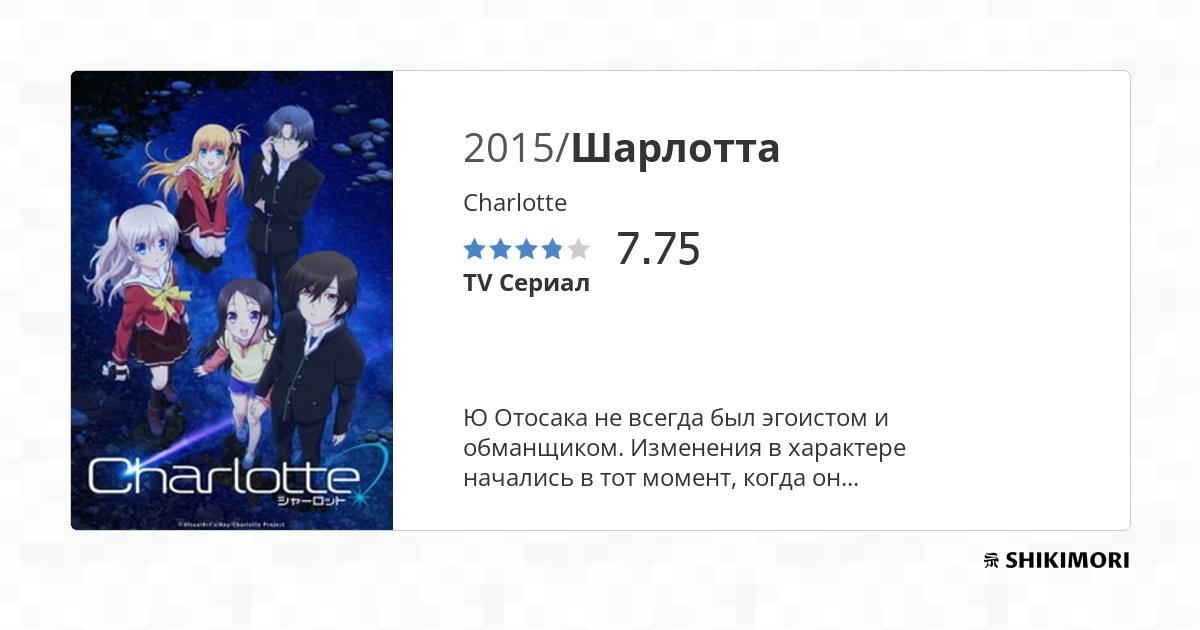 2015/Шарлотта
Charlotte
7.75
TV Сериал
Ю Отосака не всегда был эгоистом и
обманщиком. Изменения в характере
начались в тот момент, когда он...
Charlotte
シャーロット
©VisualArt's/Key/Charlotte Project
SHIKIMORI